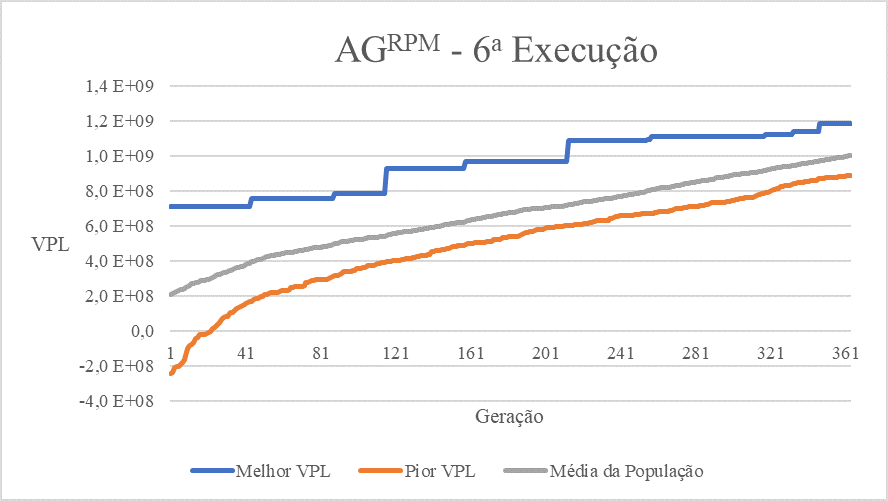 AGRPM - 6ª Execução
1,4 E+09
1,2 E+09
1,0 E+09
8,0 E+08
6,0 E+08
VPL
4,0 E+08
2,0 E+08
0,0
1 41 81 121 161 201 241 281 321 361
-2,0 E+08
-4,0 E+08
Geração
Melhor VPL Pior VPL Média da População